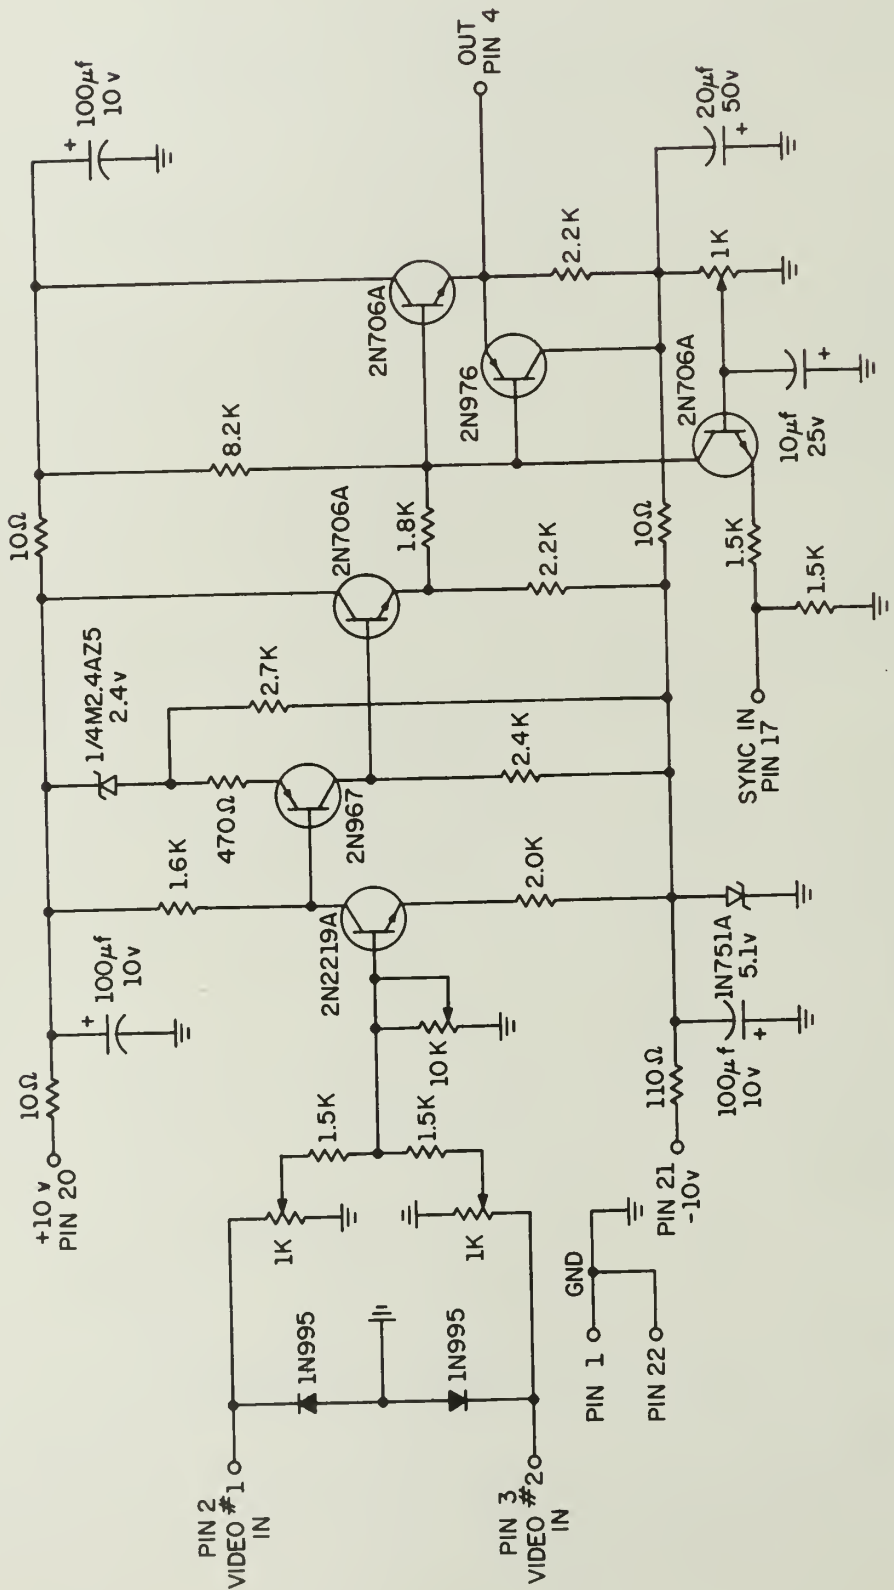 PIN 2
VIDEO #1
IN
PIN 3
VIDEO #2
IN
1N995
1N995
PIN 1
PIN 22
GND
1K
1K
1.5K
1.5K
10K
+10v
PIN 20
10Ω
100µf
10v
+
PIN 21
-10v
110Ω
100µf
10v
+
1N751A
5.1v
2N2219A
1.6K
2.0K
2N967
470Ω
1/4M2.4AZ5
2.4v
2.7K
2.4K
2N706A
10Ω
1.8K
2.2K
8.2K
10Ω
SYNC IN
PIN 17
1.5K
1.5K
2N976
2N706A
10µf
25v
+
2N706A
2.2K
1K
100µf
10v
+
20µf
50v
+
OUT
PIN 4